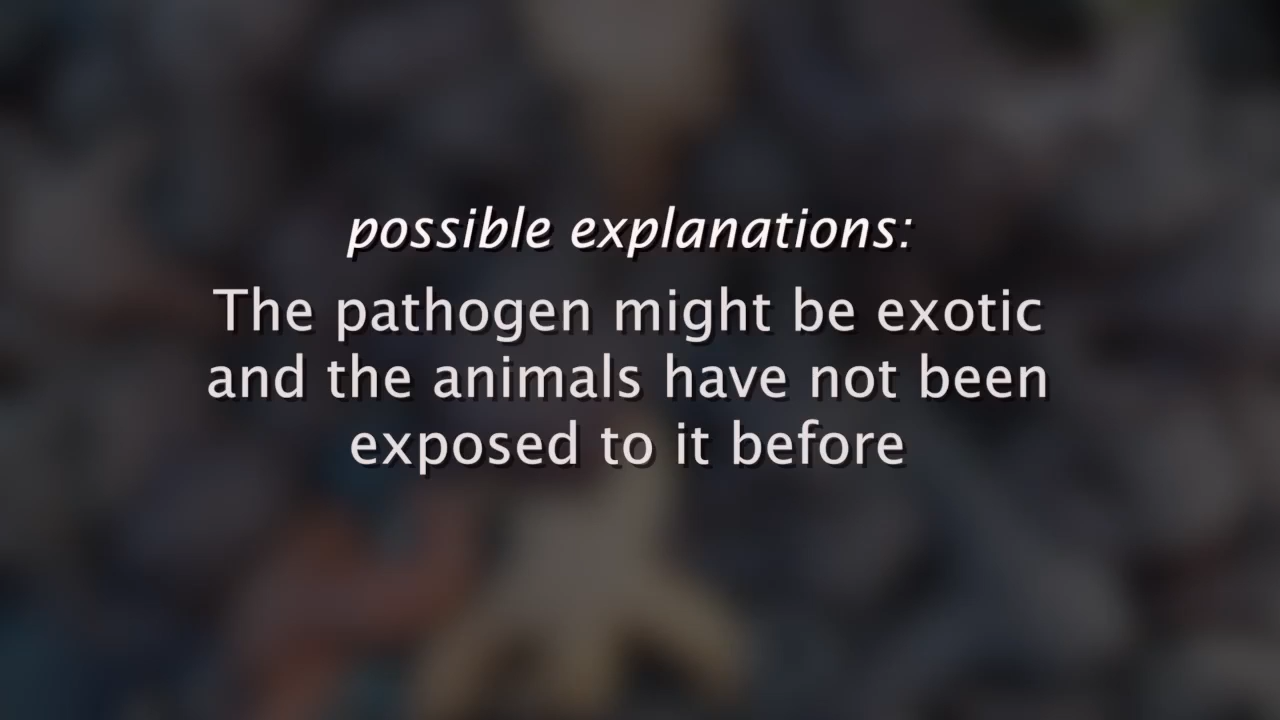 possible explanations:
The pathogen might be exotic
and the animals have not been
exposed to it before